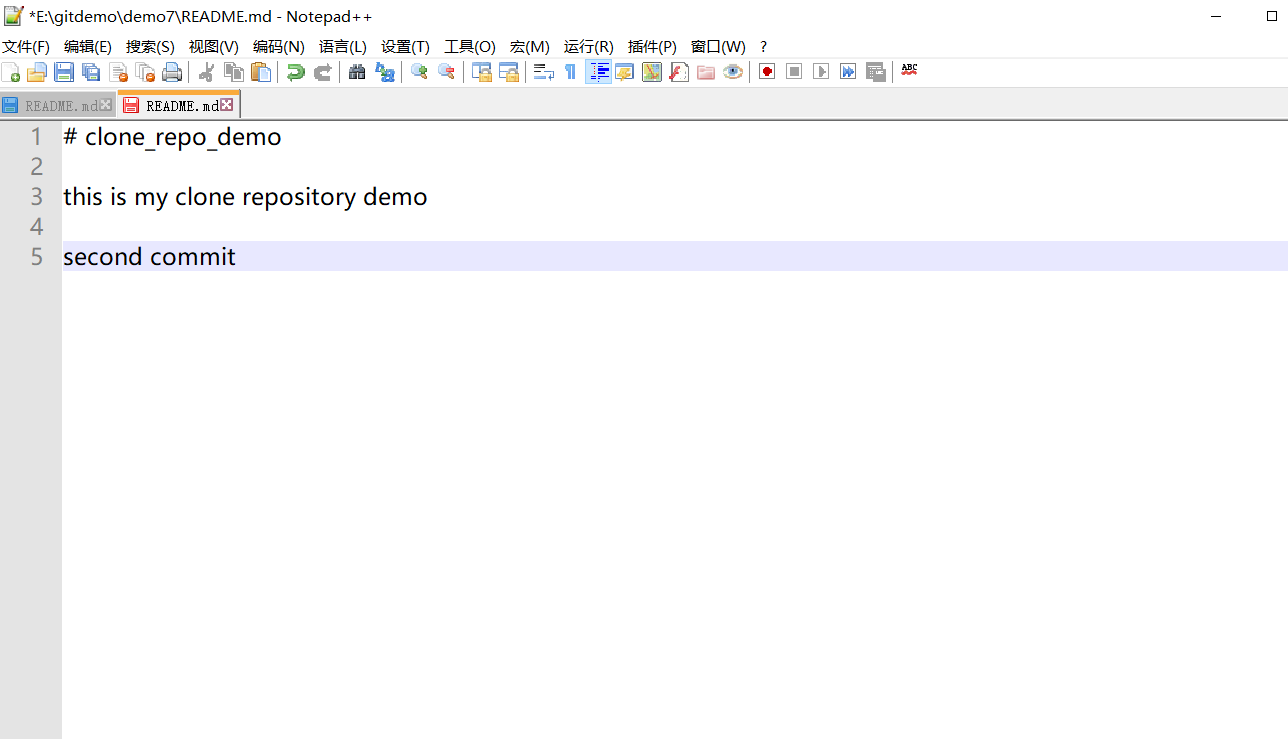 *E:\gitdemo\demo7\README.md - Notepad++
文件(F) 编辑(E) 搜索(S) 视图(V) 编码(N) 语言(L) 设置(T) 工具(O) 宏(M) 运行(R) 插件(P) 窗口(W) ?
ABC
README.md README.md
1 # clone_repo_demo
2
3 this is my clone repository demo
4
5 second commit